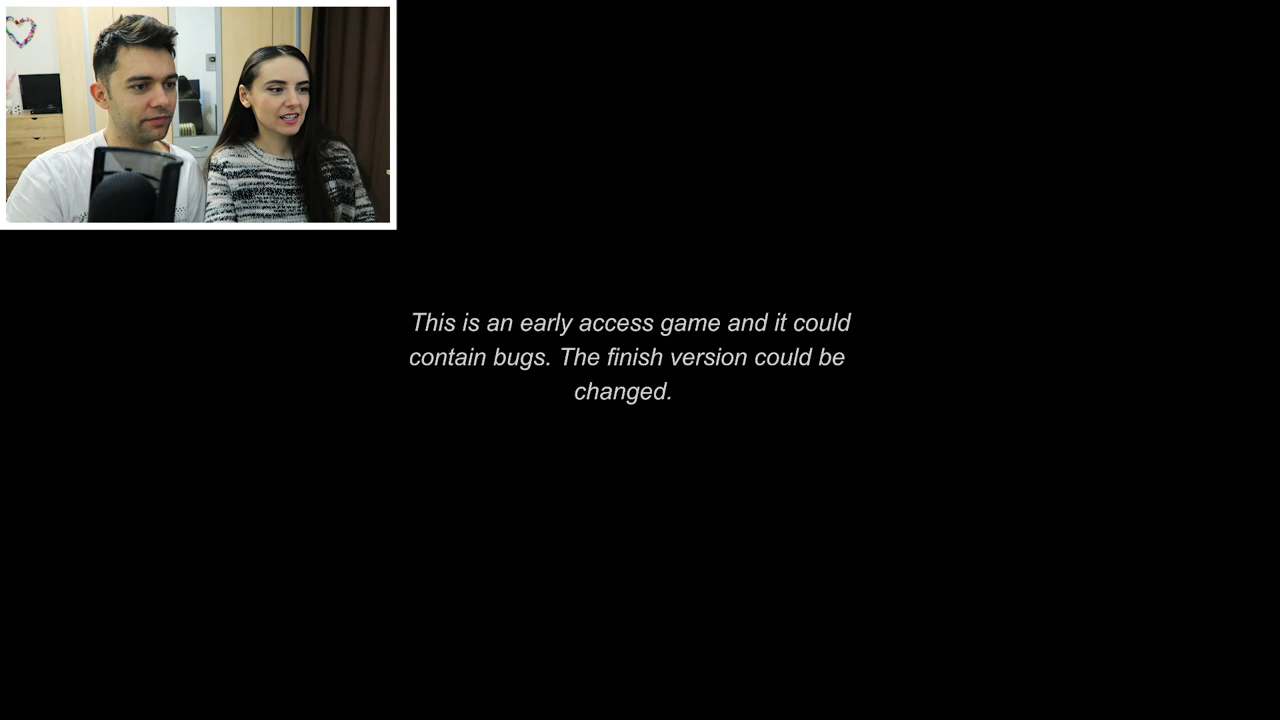 This is an early access game and it could
contain bugs. The finish version could be
changed.